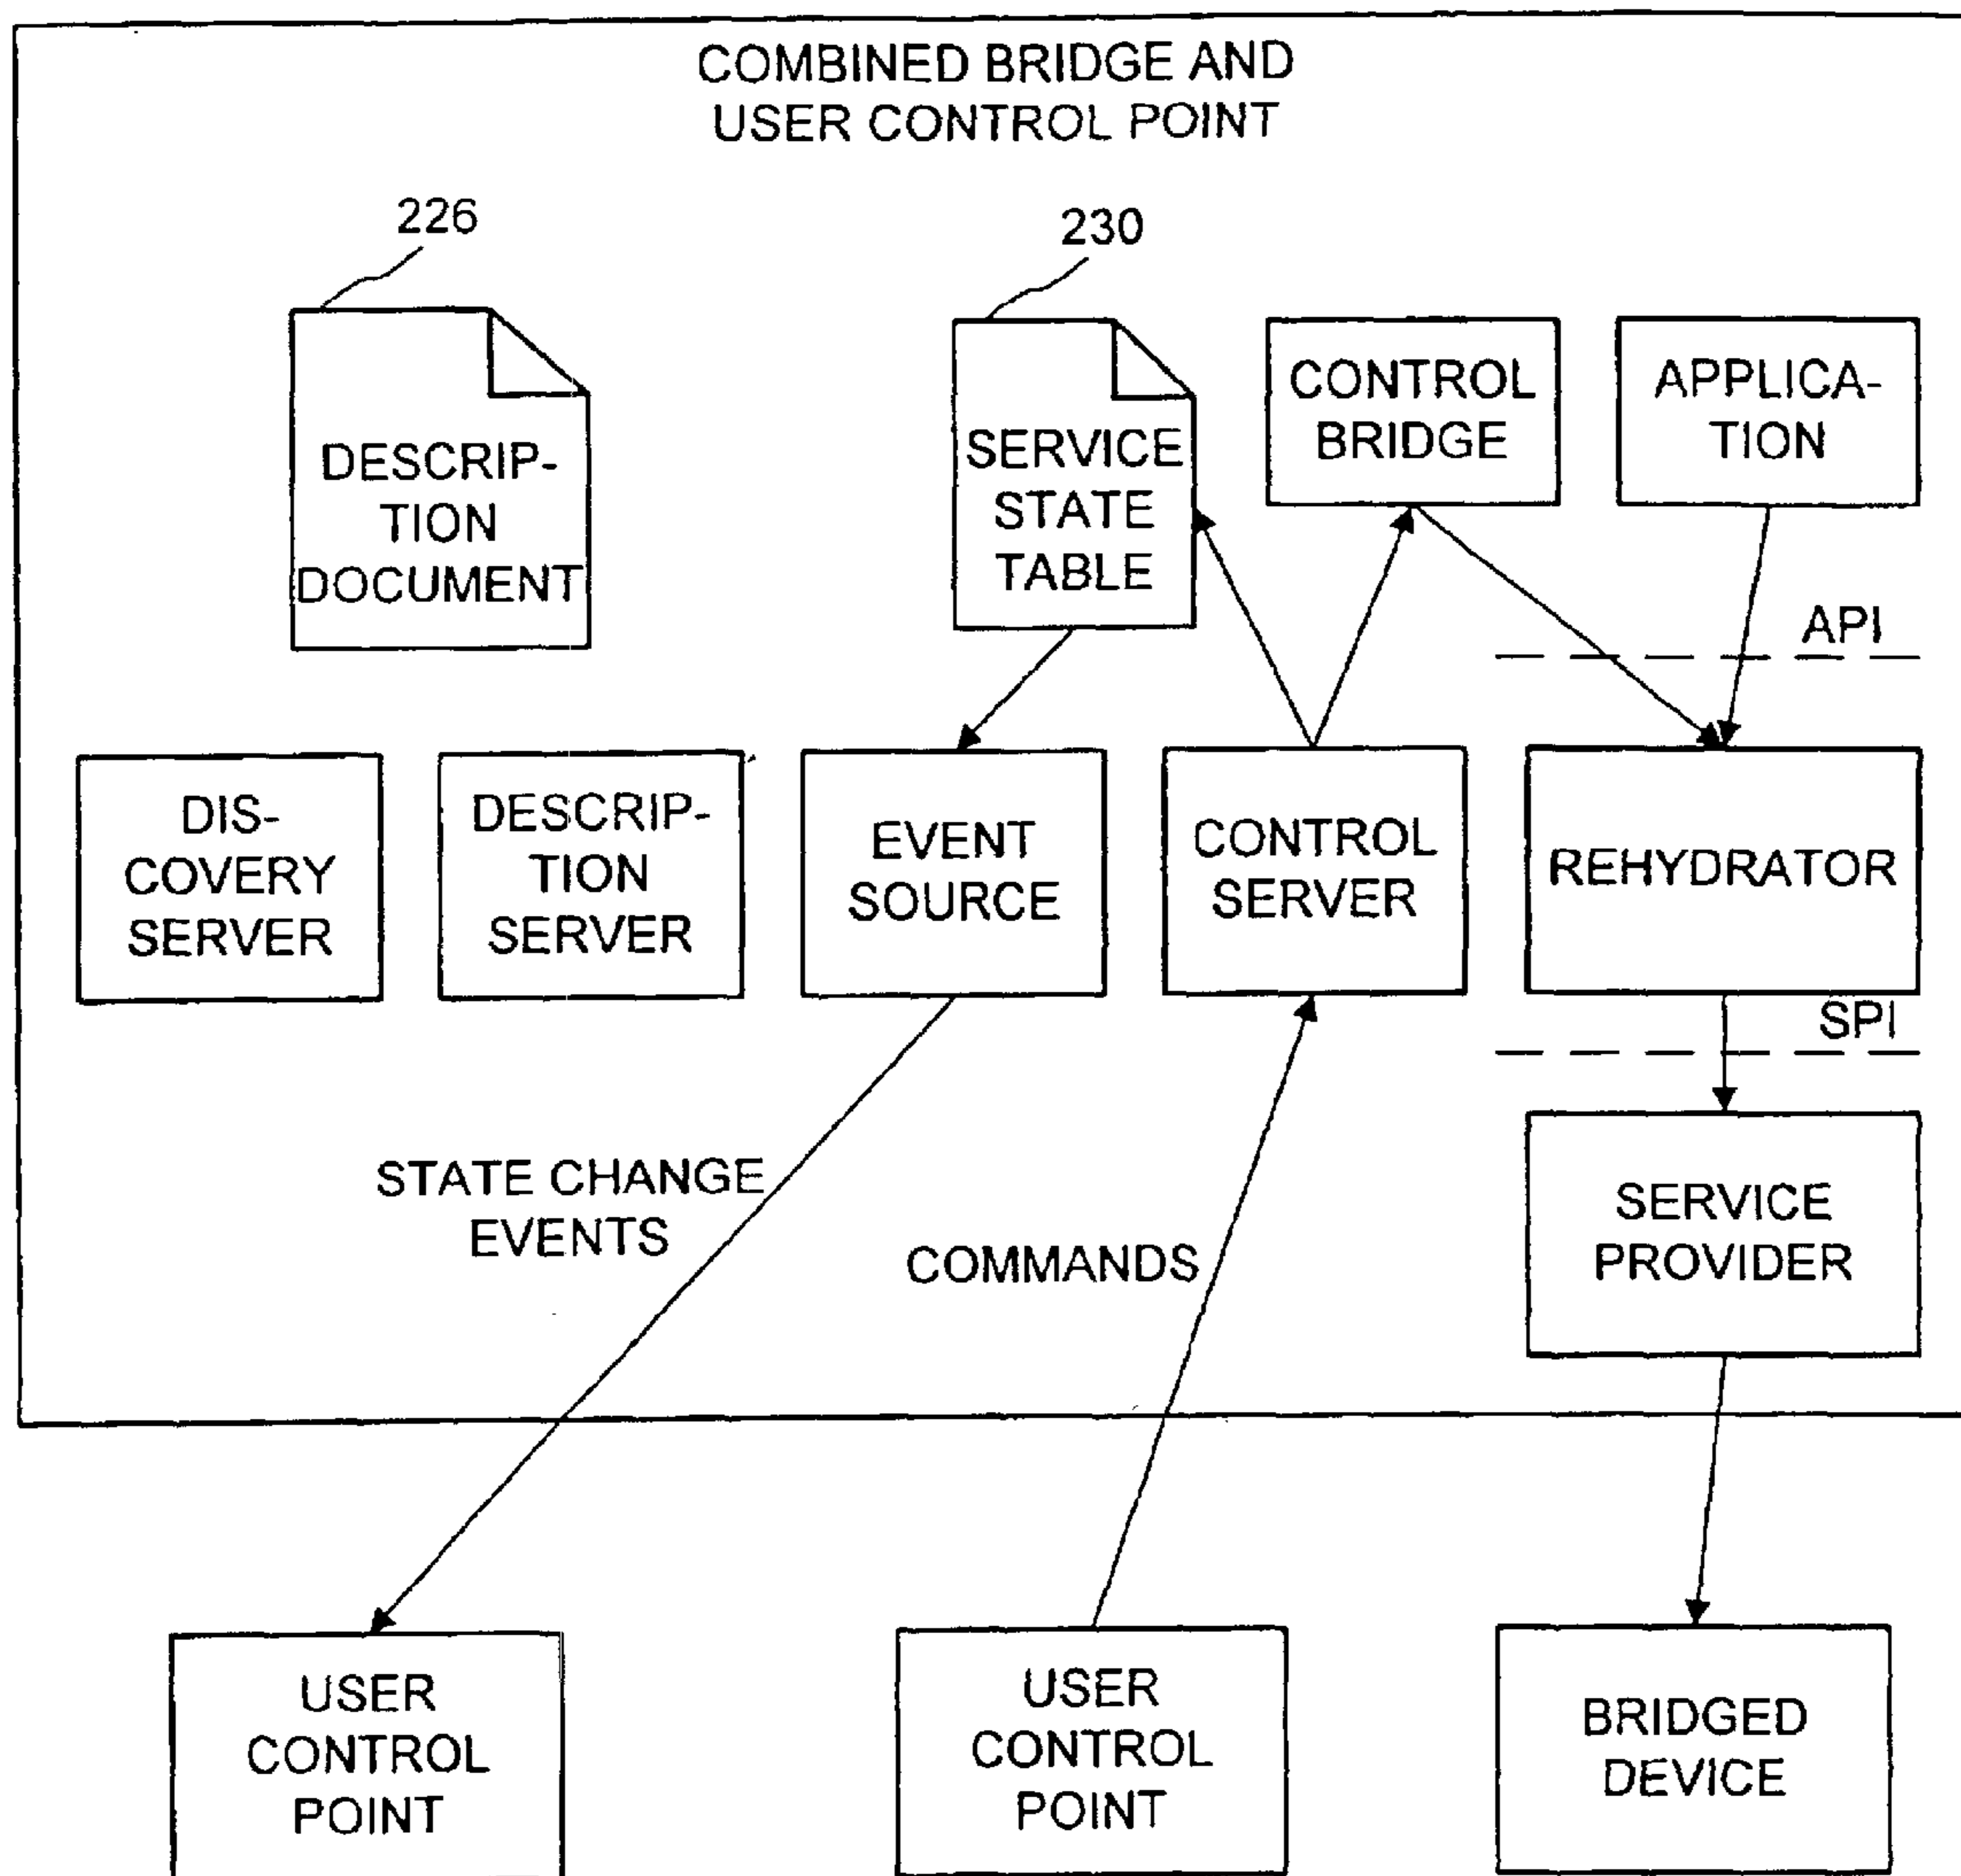 COMBINED BRIDGE AND
USER CONTROL POINT
226
230
DESCRIP-
TION
DOCUMENT
SERVICE
STATE
TABLE
CONTROL
BRIDGE
APPLICA-
TION
API
DIS-
COVERY
SERVER
DESCRIP-
TION
SERVER
EVENT
SOURCE
CONTROL
SERVER
REHYDRATOR
SPI
STATE CHANGE
EVENTS
COMMANDS
SERVICE
PROVIDER
USER
CONTROL
POINT
USER
CONTROL
POINT
BRIDGED
DEVICE